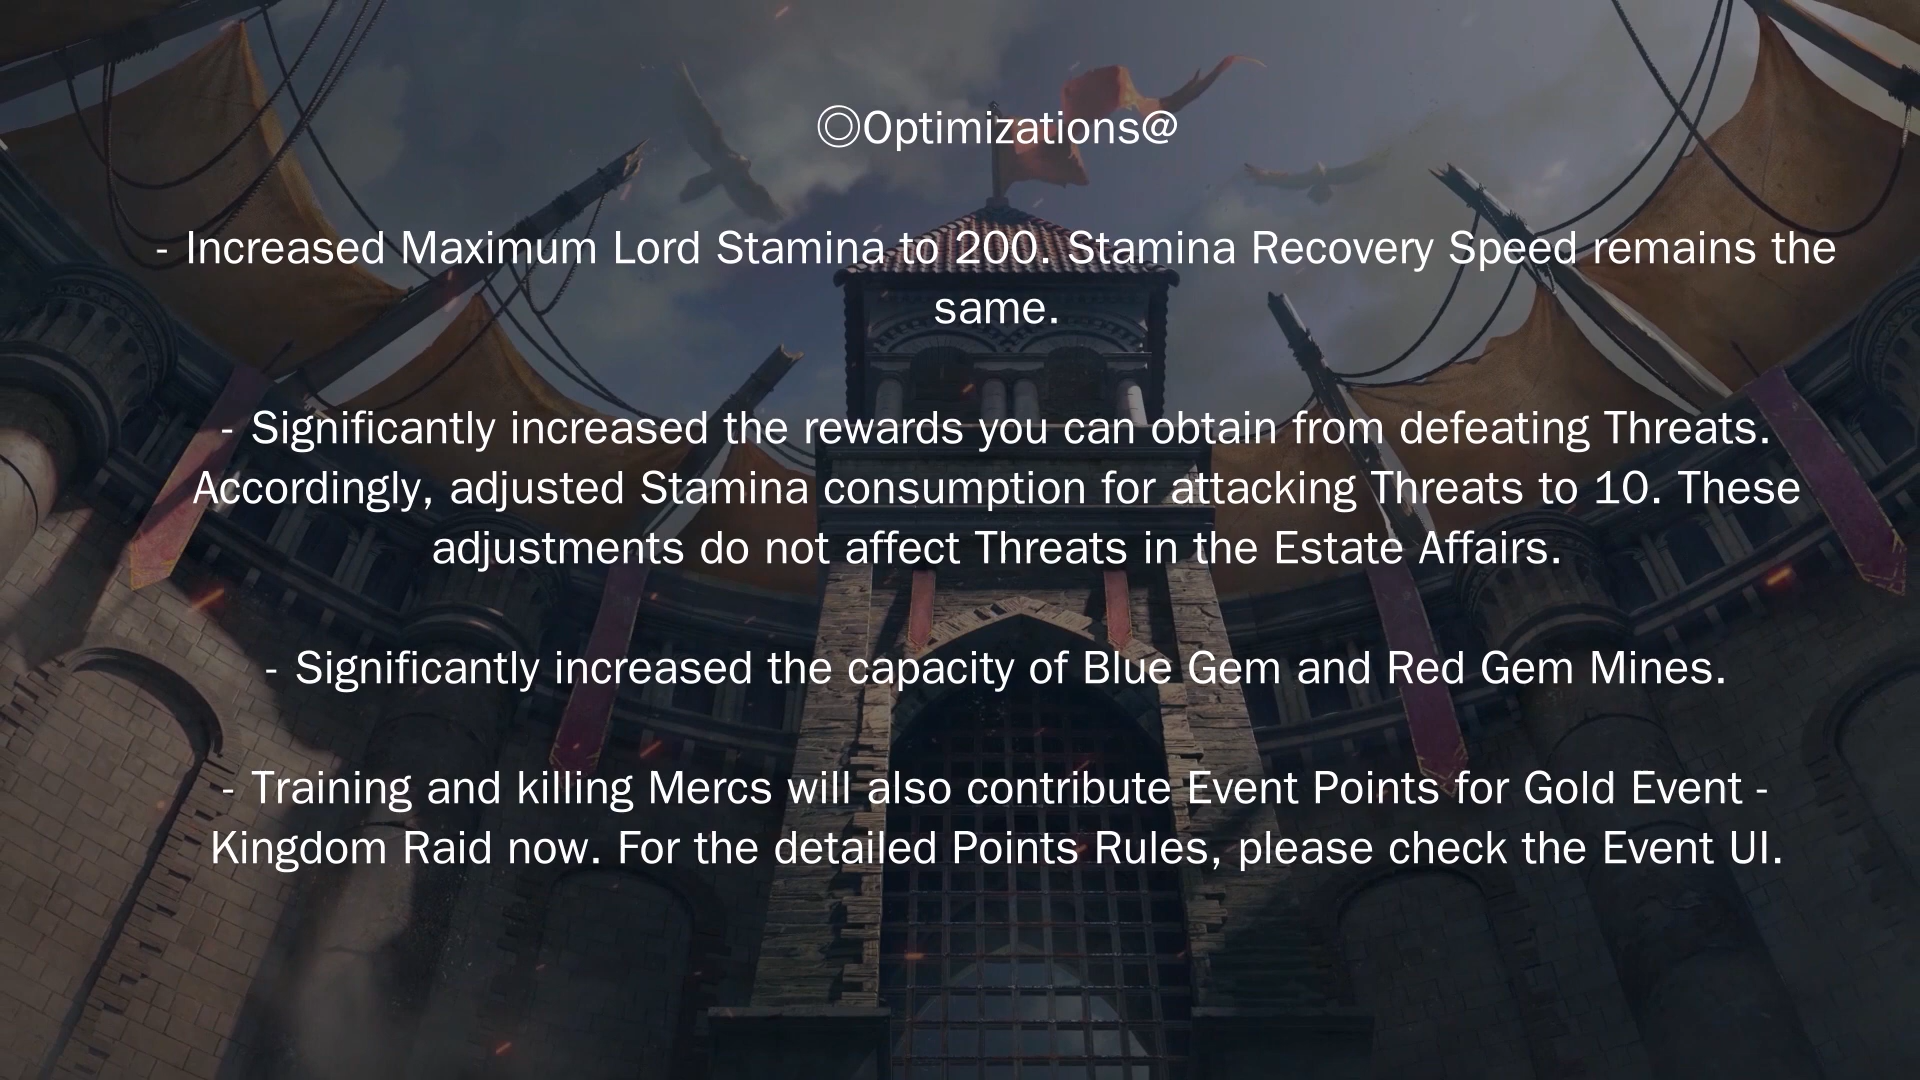 ◎Optimizations@
- Increased Maximum Lord Stamina to 200. Stamina Recovery Speed remains the
same.
- Significantly increased the rewards you can obtain from defeating Threats.
Accordingly, adjusted Stamina consumption for attacking Threats to 10. These
adjustments do not affect Threats in the Estate Affairs.
- Significantly increased the capacity of Blue Gem and Red Gem Mines.
- Training and killing Mercs will also contribute Event Points for Gold Event -
Kingdom Raid now. For the detailed Points Rules, please check the Event UI.